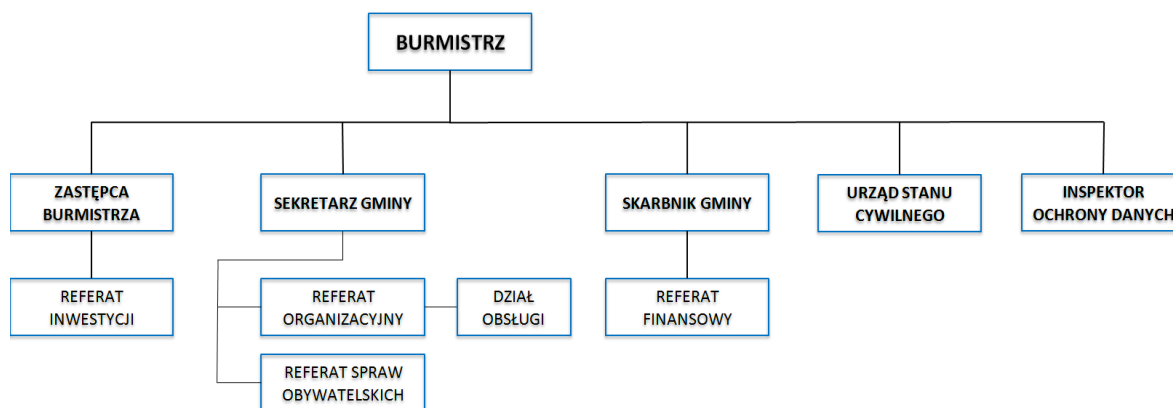 BURMISTRZ
ZASTĘPCA
BURMISTRZA
SEKRETARZ GMINY
SKARBNIK GMINY
URZĄD STANU
CYWILNEGO
INSPEKTOR
OCHRONY DANYCH
REFERAT
INWESTYCJI
REFERAT
ORGANIZACYJNY
DZIAŁ
OBSŁUGI
REFERAT
FINANSOWY
REFERAT SPRAW
OBYWATELSKICH